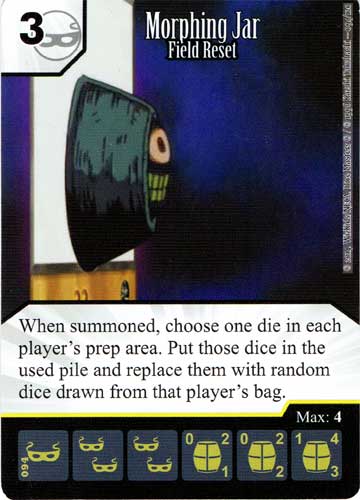 3
Morphing Jar
Field Reset
When summoned, choose one die in each
player's prep area. Put those dice in the
used pile and replace them with random
dice drawn from that player's bag.
Max: 4
094
0 2 1
0 2 2
1 4 3